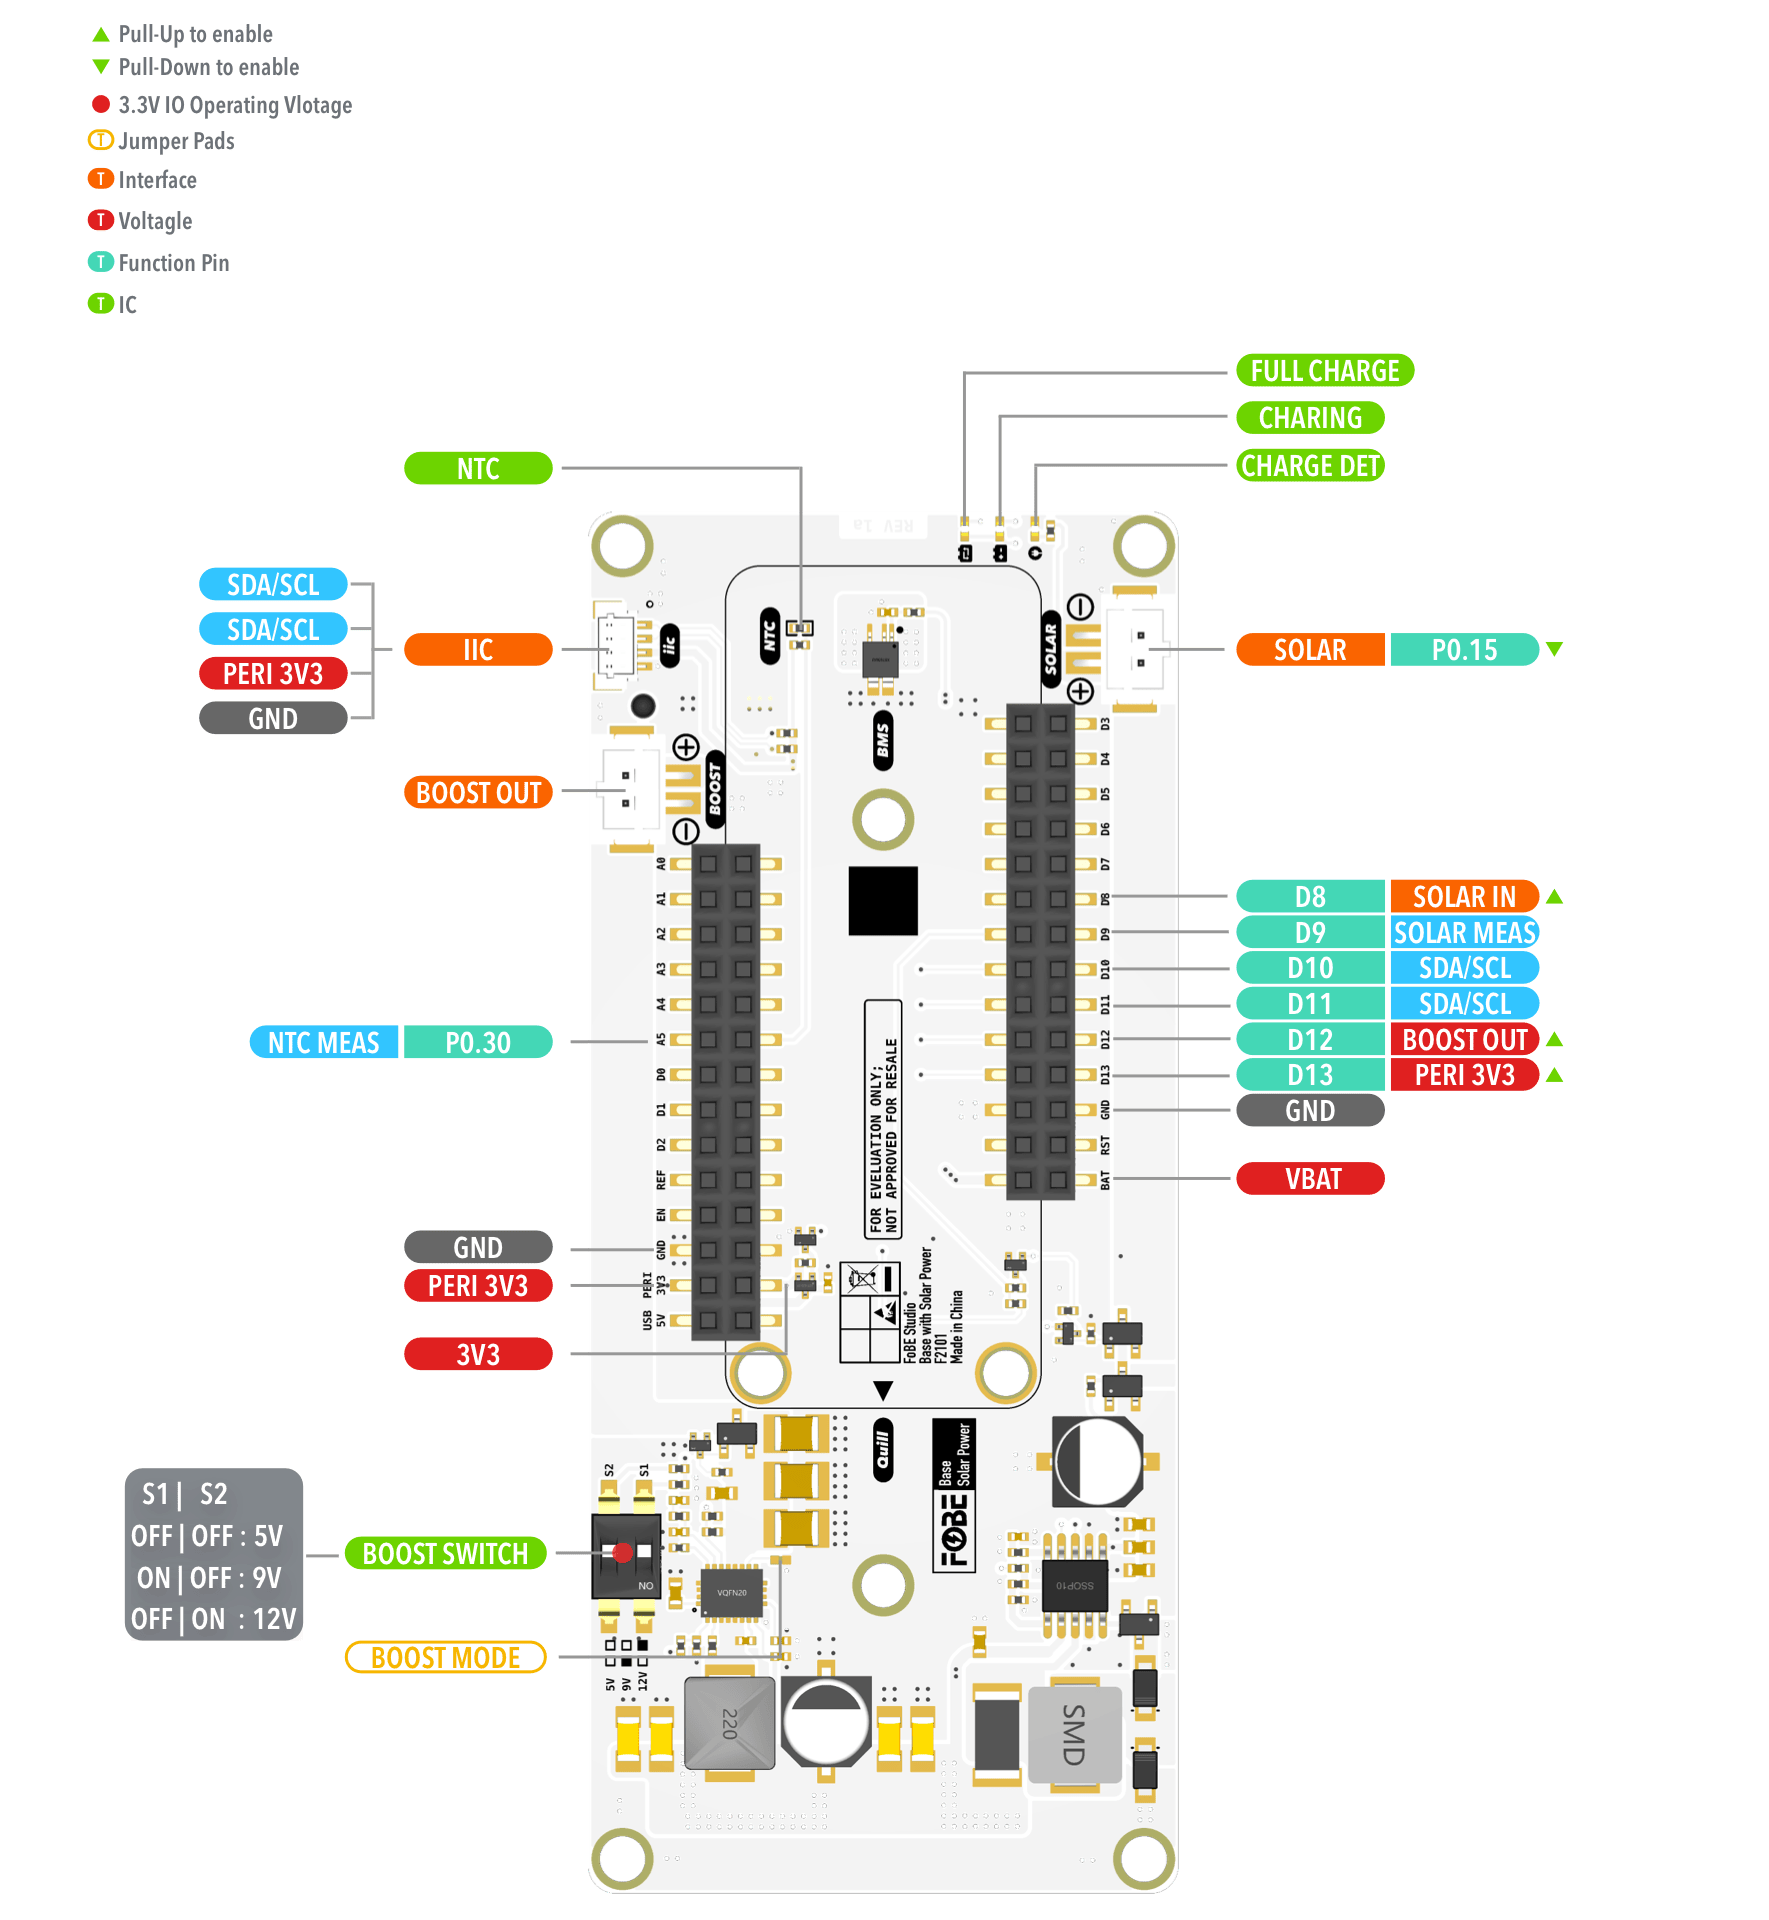 Pull-Up to enable
Pull-Down to enable
3.3V IO Operating Vlotage
T Jumper Pads
T Interface
T Voltagle
T Function Pin
T IC
FULL CHARGE
CHARING
CHARGE DET
NTC
SDA/SCL
SDA/SCL
PERI 3V3
GND
IIC
BOOST OUT
SOLAR P0.15
D8 SOLAR IN
D9 SOLAR MEAS
D10 SDA/SCL
D11 SDA/SCL
D12 BOOST OUT
D13 PERI 3V3
GND
VBAT
NTC MEAS P0.30
GND
PERI 3V3
3V3
S1 | S2
OFF | OFF : 5V
ON | OFF : 9V
OFF | ON : 12V
BOOST SWITCH
BOOST MODE
REV 1a
iic
NTC
SOLAR
BMS
BOOST
D3
D4
D5
D6
D7
D8
D9
D10
D11
D12
D13
GND
RST
BAT
A0
A1
A2
A3
A4
A5
D0
D1
D2
REF
EN
GND
PERI 3V3
USB 5V
FOR EVELUATION ONLY;
NOT APPROVED FOR RESALE
FoBE Studio
Base with Solar Power
F2101
Made in China
Quill
FOBE
Base
Solar Power
S2
S1
ON
VQFN20
SSOP10
5V
9V
12V
220
SMD